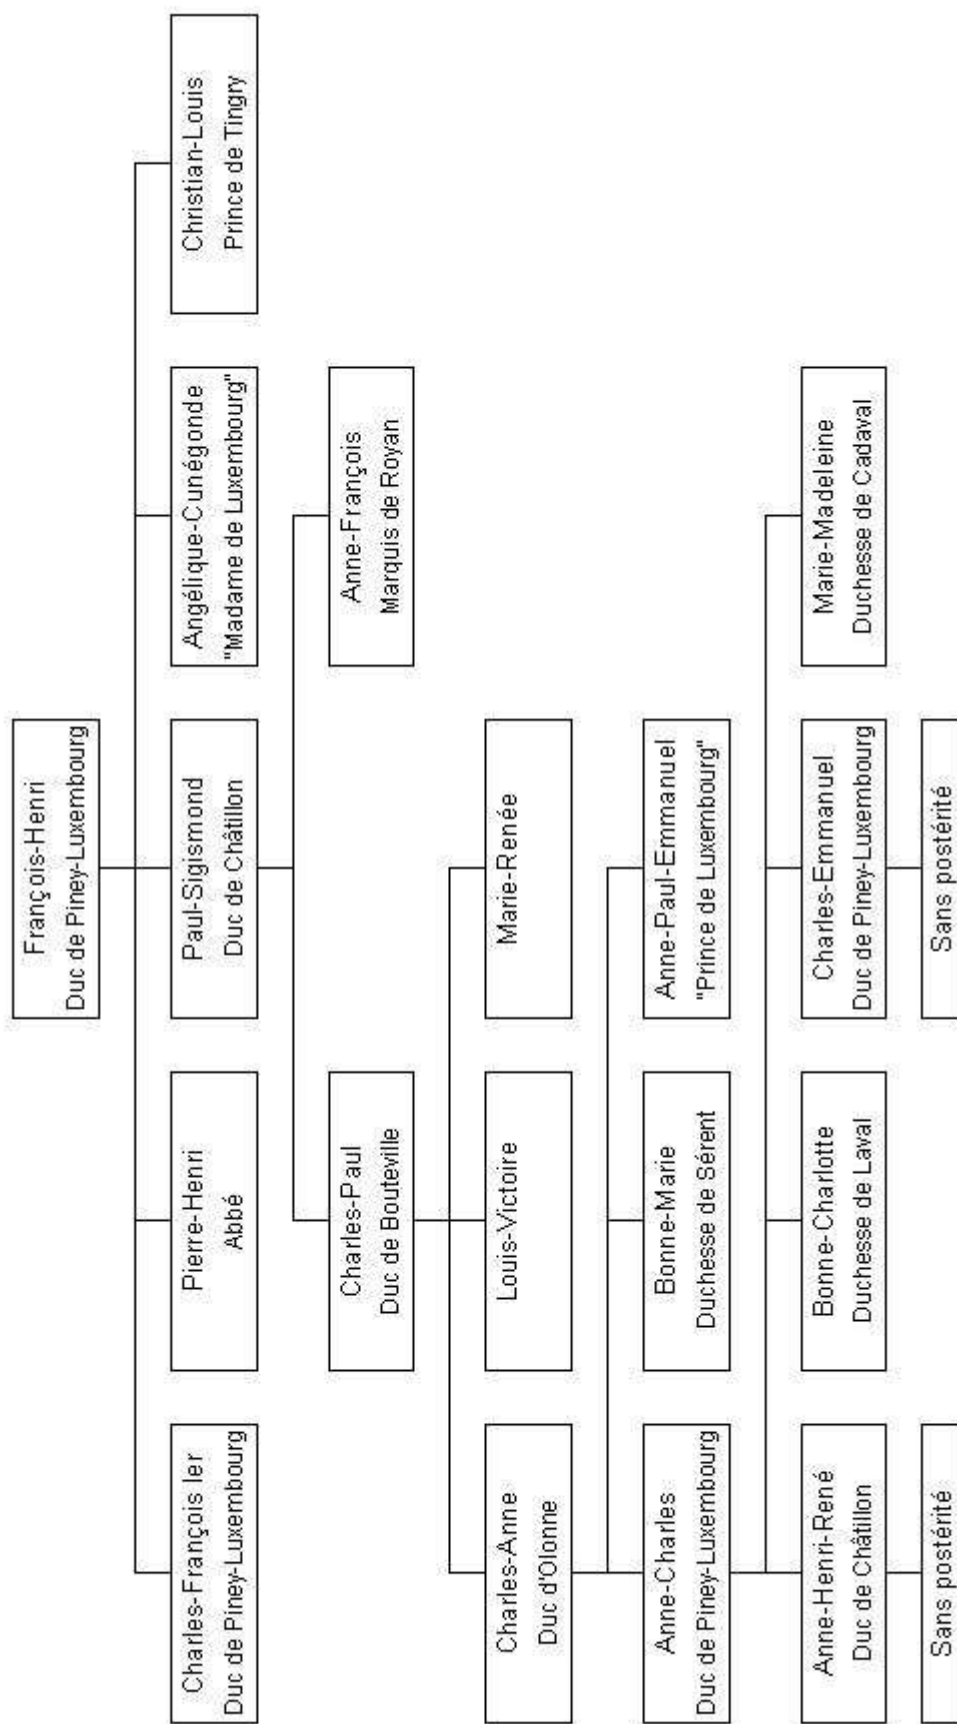 François-Henri
Duc de Piney-Luxembourg
Charles-François Ier
Duc de Piney-Luxembourg
Pierre-Henri
Abbé
Paul-Sigismond
Duc de Châtillon
Angélique-Cunégonde
"Madame de Luxembourg"
Christian-Louis
Prince de Tingry
Charles-Paul
Duc de Bouteville
Anne-François
Marquis de Royan
Charles-Anne
Duc d'Olonne
Louis-Victoire
Marie-Renée
Anne-Charles
Duc de Piney-Luxembourg
Bonne-Marie
Duchesse de Sérent
Anne-Paul-Emmanuel
"Prince de Luxembourg"
Anne-Henri-René
Duc de Châtillon
Bonne-Charlotte
Duchesse de Laval
Charles-Emmanuel
Duc de Piney-Luxembourg
Marie-Madeleine
Duchesse de Cadaval
Sans postérité
Sans postérité